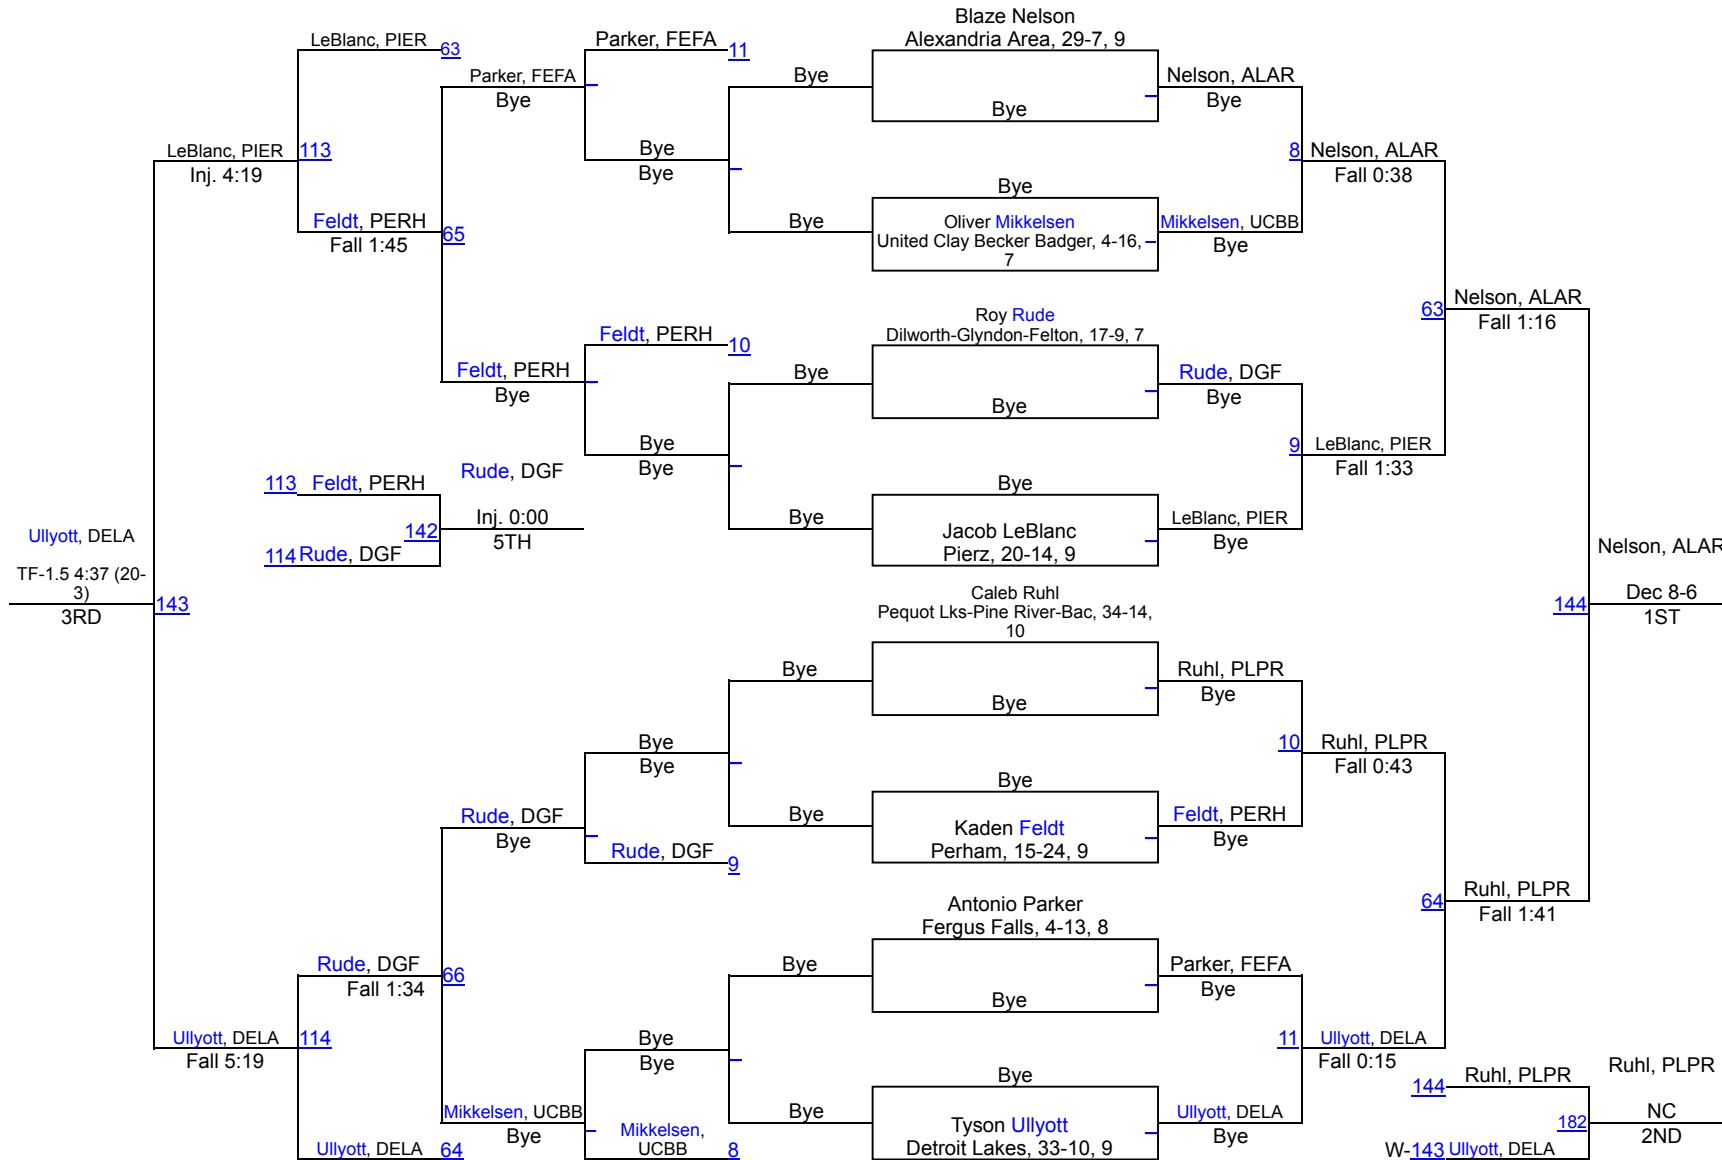 Blaze Nelson
Alexandria Area, 29-7, 9
LeBlanc, PIER 63
Parker, FEFA 11
Parker, FEFA
Bye
Bye
Bye
Nelson, ALAR
Bye
LeBlanc, PIER 113
Inj. 4:19
Bye
Bye
8 Nelson, ALAR
Fall 0:38
Feldt, PERH
Fall 1:45
65
Bye
Bye
Oliver Mikkelsen
United Clay Becker Badger, 4-16,
7
Mikkelsen, UCBB
Bye
63 Nelson, ALAR
Fall 1:16
Roy Rude
Dilworth-Glyndon-Felton, 17-9, 7
Feldt, PERH 10
Feldt, PERH
Bye
Bye
Bye
Rude, DGF
Bye
Bye
Bye
9 LeBlanc, PIER
Fall 1:33
113 Feldt, PERH
Rude, DGF
142
Inj. 0:00
5TH
114 Rude, DGF
Bye
Bye
Jacob LeBlanc
Pierz, 20-14, 9
LeBlanc, PIER
Bye
Ullyott, DELA
TF-1.5 4:37 (20-
3)
3RD
143
Nelson, ALAR
144
Dec 8-6
1ST
Caleb Ruhl
Pequot Lks-Pine River-Bac, 34-14,
10
Bye
Bye
Ruhl, PLPR
Bye
Bye
Bye
10 Ruhl, PLPR
Fall 0:43
Rude, DGF
Bye
Rude, DGF 9
Bye
Bye
Kaden Feldt
Perham, 15-24, 9
Feldt, PERH
Bye
64 Ruhl, PLPR
Fall 1:41
Antonio Parker
Fergus Falls, 4-13, 8
Rude, DGF
Fall 1:34
66
Bye
Bye
Parker, FEFA
Bye
Ullyott, DELA 114
Fall 5:19
Bye
Bye
11 Ullyott, DELA
Fall 0:15
Mikkelsen, UCBB
Bye
Mikkelsen,
UCBB 8
Bye
Bye
Tyson Ullyott
Detroit Lakes, 33-10, 9
Ullyott, DELA
Bye
Ullyott, DELA 64
144 Ruhl, PLPR
Ruhl, PLPR
182
NC
2ND
W-143 Ullyott, DELA